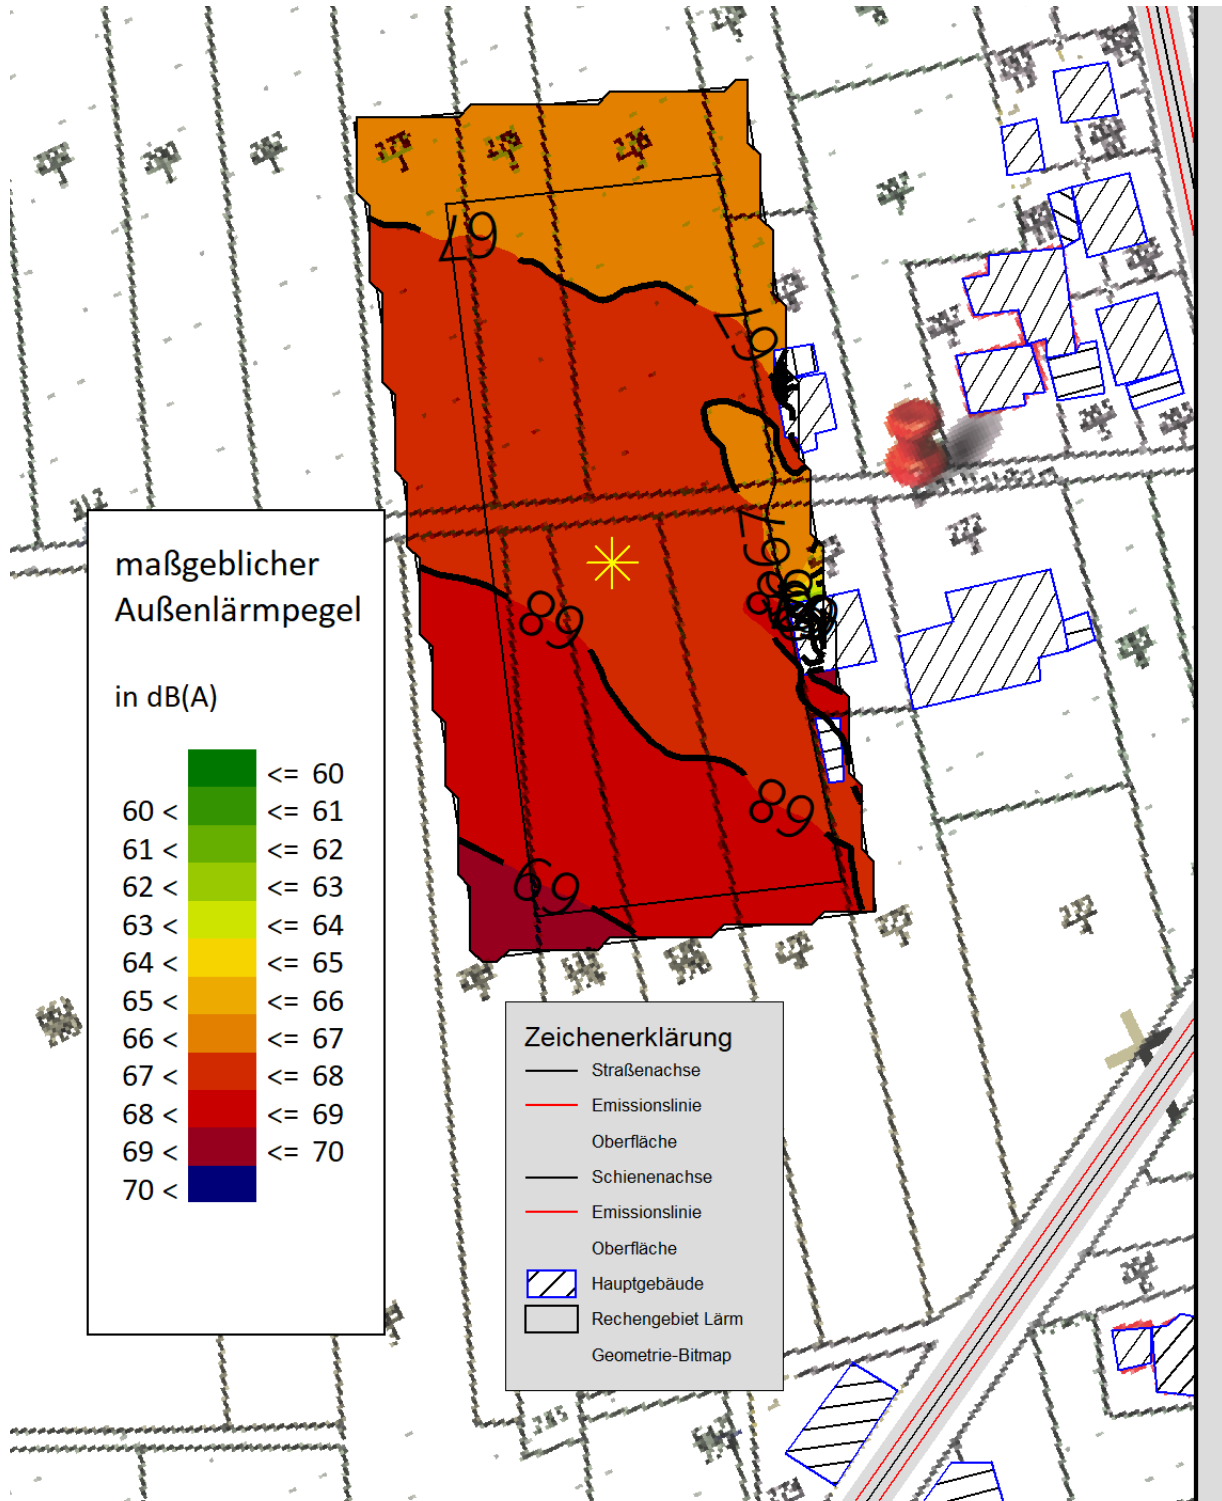 67
67
67
68
68
69
maßgeblicher
Außenlärmpegel
in dB(A)
<= 60
60 < <= 61
61 < <= 62
62 < <= 63
63 < <= 64
64 < <= 65
65 < <= 66
66 < <= 67
67 < <= 68
68 < <= 69
69 < <= 70
70 <
Zeichenerklärung
Straßenachse
Emissionslinie
Oberfläche
Schienenachse
Emissionslinie
Oberfläche
Hauptgebäude
Rechengebiet Lärm
Geometrie-Bitmap